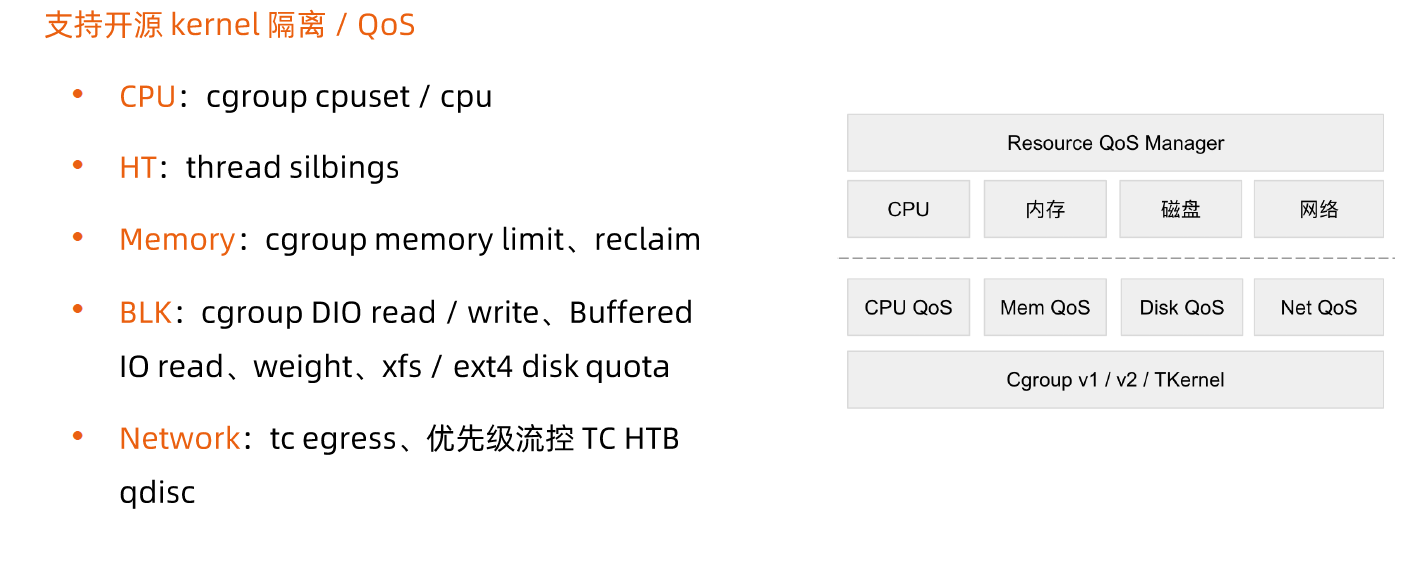 支持开源 kernel 隔离 / QoS
• CPU：cgroup cpuset / cpu
• HT：thread silbings
• Memory：cgroup memory limit、reclaim
• BLK：cgroup DIO read / write、Buffered
IO read、weight、xfs / ext4 disk quota
• Network：tc egress、优先级流控 TC HTB
qdisc
Resource QoS Manager
CPU 内存 磁盘 网络
CPU QoS Mem QoS Disk QoS Net QoS
Cgroup v1 / v2 / TKernel